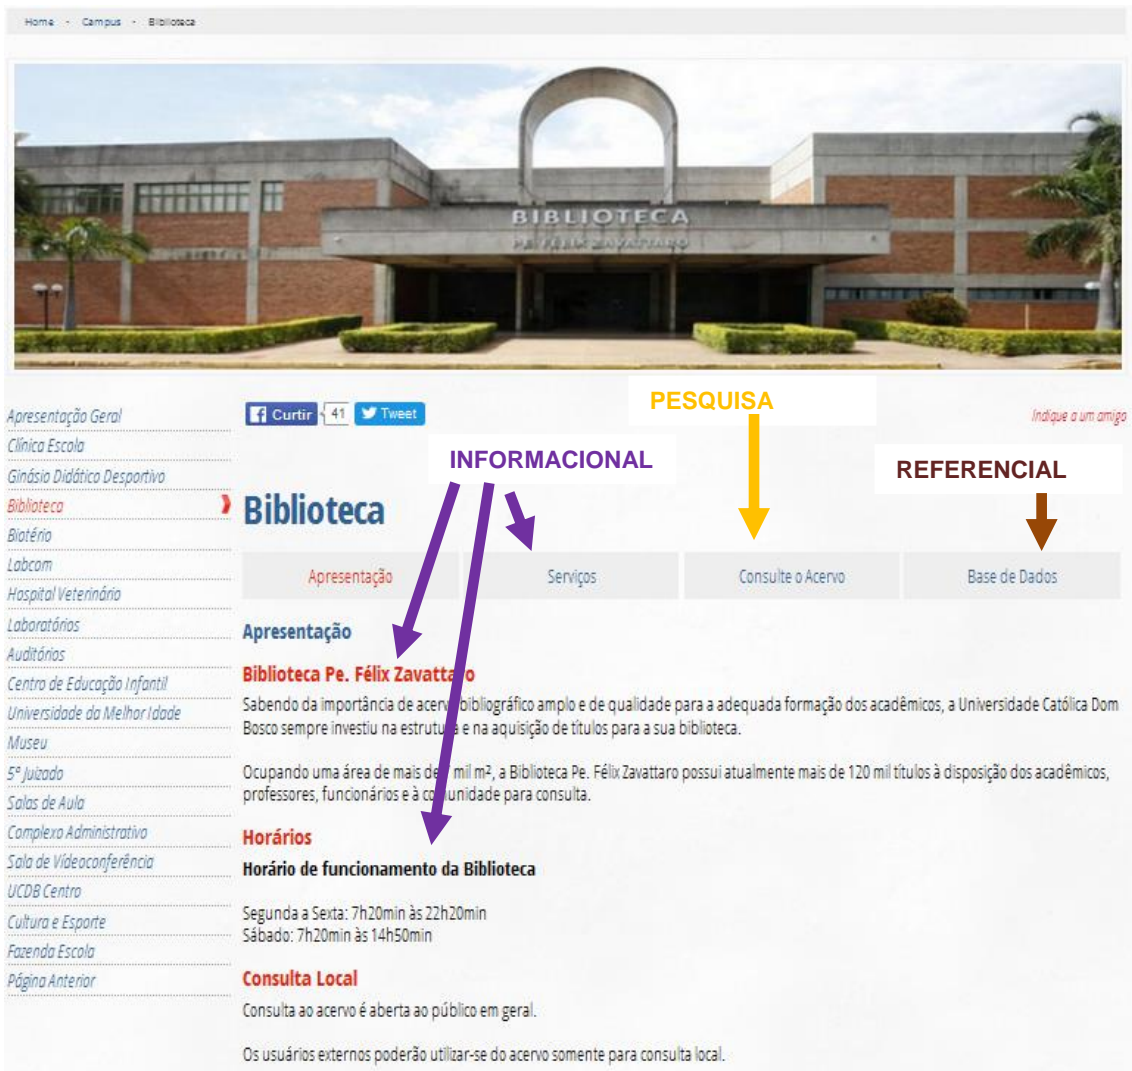 Home - Campus - Biblioteca
BIBLIOTECA
PE. FÉLIX ZAVATTARO
Apresentação Geral
Clínica Escola
Ginásio Didático Desportivo
Biblioteca
Biotério
Labcom
Hospital Veterinário
Laboratórios
Auditórios
Centro de Educação Infantil
Universidade da Melhor Idade
Museu
5º Juizado
Salas de Aula
Complexo Administrativo
Sala de Vídeoconferência
UCDB Centro
Cultura e Esporte
Fazenda Escola
Página Anterior
Curtir 41 Tweet
PESQUISA
Indique a um amigo
INFORMACIONAL
REFERENCIAL
Biblioteca
Apresentação Serviços Consulte o Acervo Base de Dados
Apresentação
Biblioteca Pe. Félix Zavattaro
Sabendo da importância de acervo bibliográfico amplo e de qualidade para a adequada formação dos acadêmicos, a Universidade Católica Dom
Bosco sempre investiu na estrutura e na aquisição de títulos para a sua biblioteca.
Ocupando uma área de mais de mil m², a Biblioteca Pe. Félix Zavattaro possui atualmente mais de 120 mil títulos à disposição dos acadêmicos,
professores, funcionários e à comunidade para consulta.
Horários
Horário de funcionamento da Biblioteca
Segunda a Sexta: 7h20min às 22h20min
Sábado: 7h20min às 14h50min
Consulta Local
Consulta ao acervo é aberta ao público em geral.
Os usuários externos poderão utilizar-se do acervo somente para consulta local.